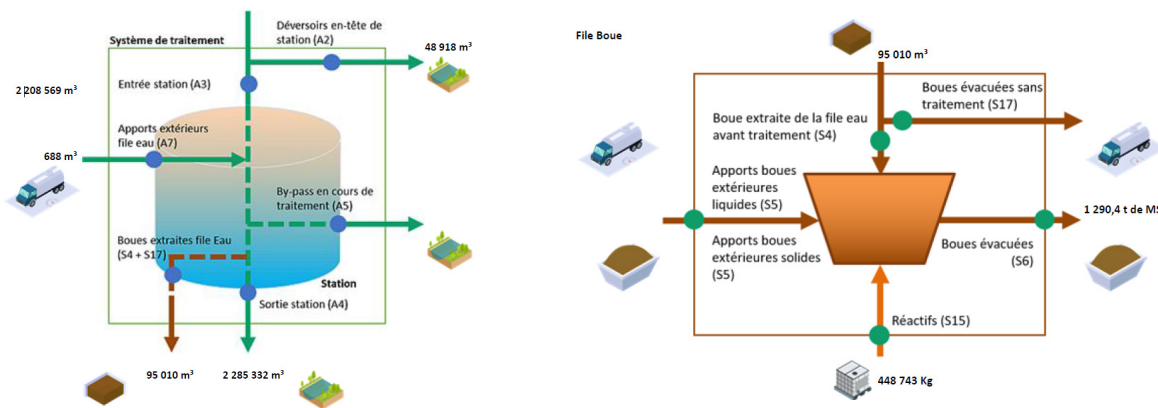 Déversoirs en-tête de
station (A2)
Système de traitement
48 918 m³
Entrée station (A3)
2 208 569 m³
Apports extérieurs
file eau (A7)
688 m³
By-pass en cours de
traitement (A5)
Boues extraites file Eau
(S4 + S17)
Station
Sortie station (A4)
95 010 m³
2 285 332 m³
File Boue
95 010 m³
Boues évacuées sans
traitement (S17)
Boue extraite de la file eau
avant traitement (S4)
Apports boues
extérieures
liquides (S5)
1 290,4 t de MS
Apports boues
extérieures solides
(S5)
Boues évacuées
(S6)
Réactifs (S15)
448 743 Kg